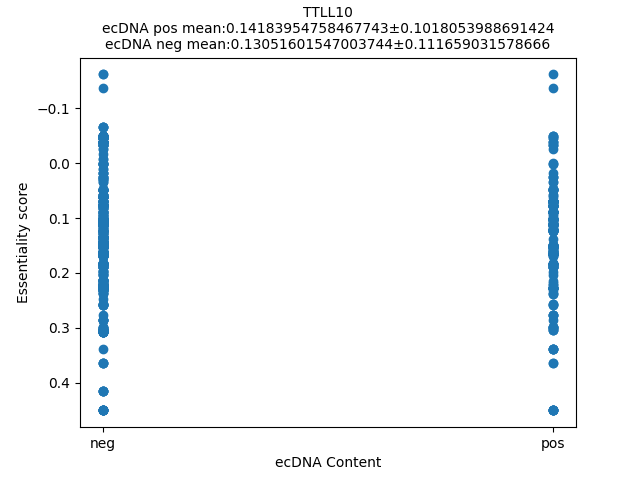 TTLL10
ecDNA pos mean:0.14183954758467743±0.1018053988691424
ecDNA neg mean:0.13051601547003744±0.111659031578666
−0.1
0.0
0.1
0.2
0.3
0.4
Essentiality score
neg
pos
ecDNA Content